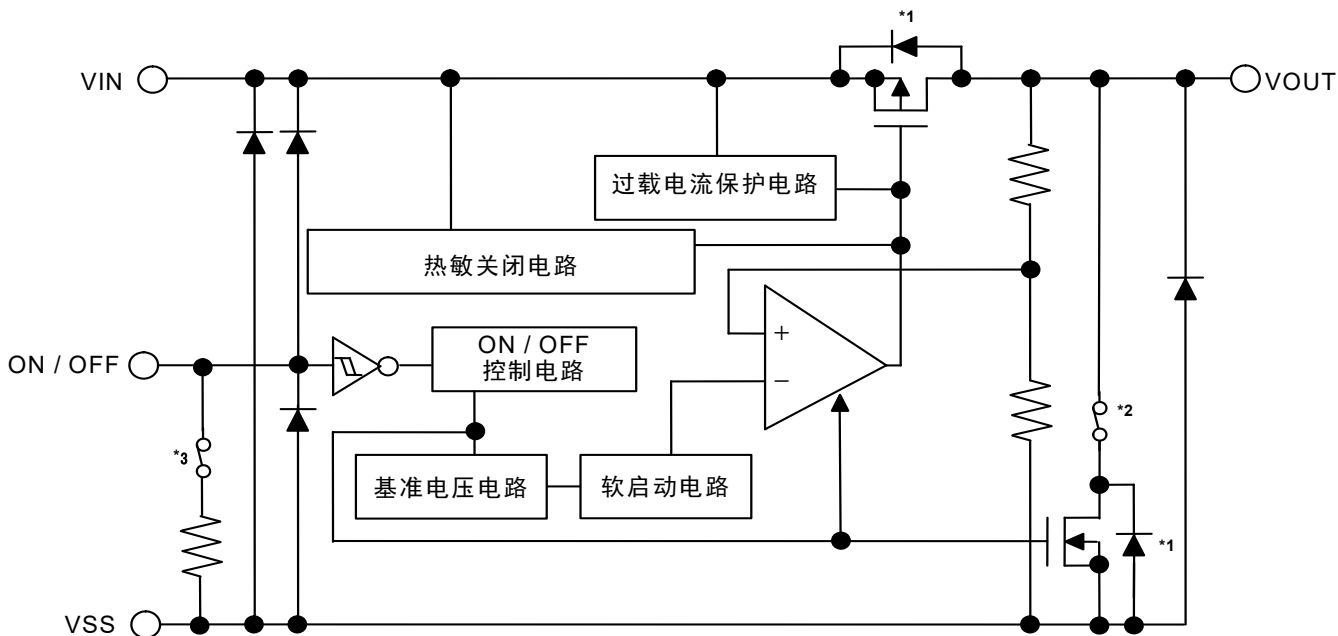 *1
VIN
VOUT
过载电流保护电路
热敏关闭电路
+
ON / OFF
ON / OFF
控制电路
−
*2
*3
基准电压电路
软启动电路
*1
VSS